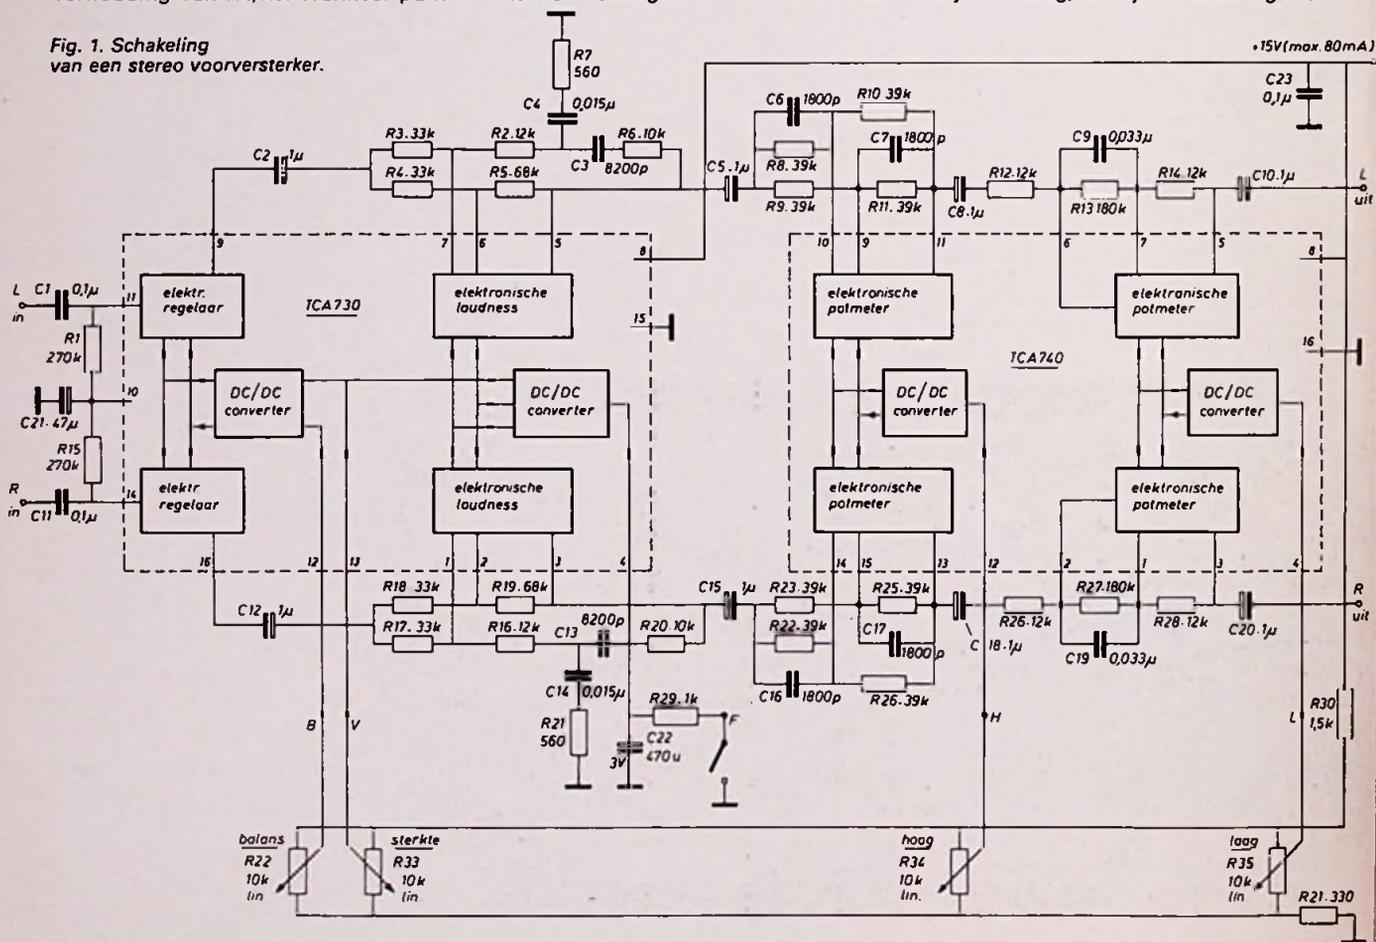 Fig. 1. Schakeling
van een stereo voorversterker.
+15V(max. 80mA)
R7
560
C4
0,015µ
C23
0,1µ
C6
1800p
R10.39k
C2
1µ
R3.33k
R2.12k
C3
8200p
R6.10k
R4.33k
R5.68k
C5.1µ
R8.39k
R9.39k
C7
1800p
R11.39k
C8.1µ
R12.12k
C9
0,033µ
R13 180k
R14.12k
C10.1µ
L
uit
9
7
6
5
8
10
9
11
6
7
5
8
L
in
C1
0,1µ
11
elektr.
regelaar
TCA730
elektronische
loudness
15
elektronische
potmeter
TCA740
elektronische
potmeter
16
R1
270k
10
C21.47µ
R15
270k
DC/DC
converter
DC/DC
converter
DC/DC
converter
DC/DC
converter
R
in
C11
0,1µ
14
elektr.
regelaar
elektronische
loudness
elektronische
potmeter
elektronische
potmeter
16
12
13
1
2
3
4
14
15
13
12
2
1
3
4
C12
1µ
R18.33k
R19.68k
R17.33k
R16.12k
C13
8200p
R20.10k
C15
1µ
R23.39k
R22.39k
C16
1800p
R25.39k
C17
1800p
R26.39k
C18.1µ
R26.12k
R27.180k
C19
0,033µ
R28.12k
C20.1µ
R
uit
C14
0,015µ
R21
560
R29.1k
F
C22
470u
3V
B
V
H
L
R30
1,5k
balans
R22
10k
lin
sterkte
R33
10k
lin
hoog
R34
10k
lin.
laag
R35
10k
lin
R21.330